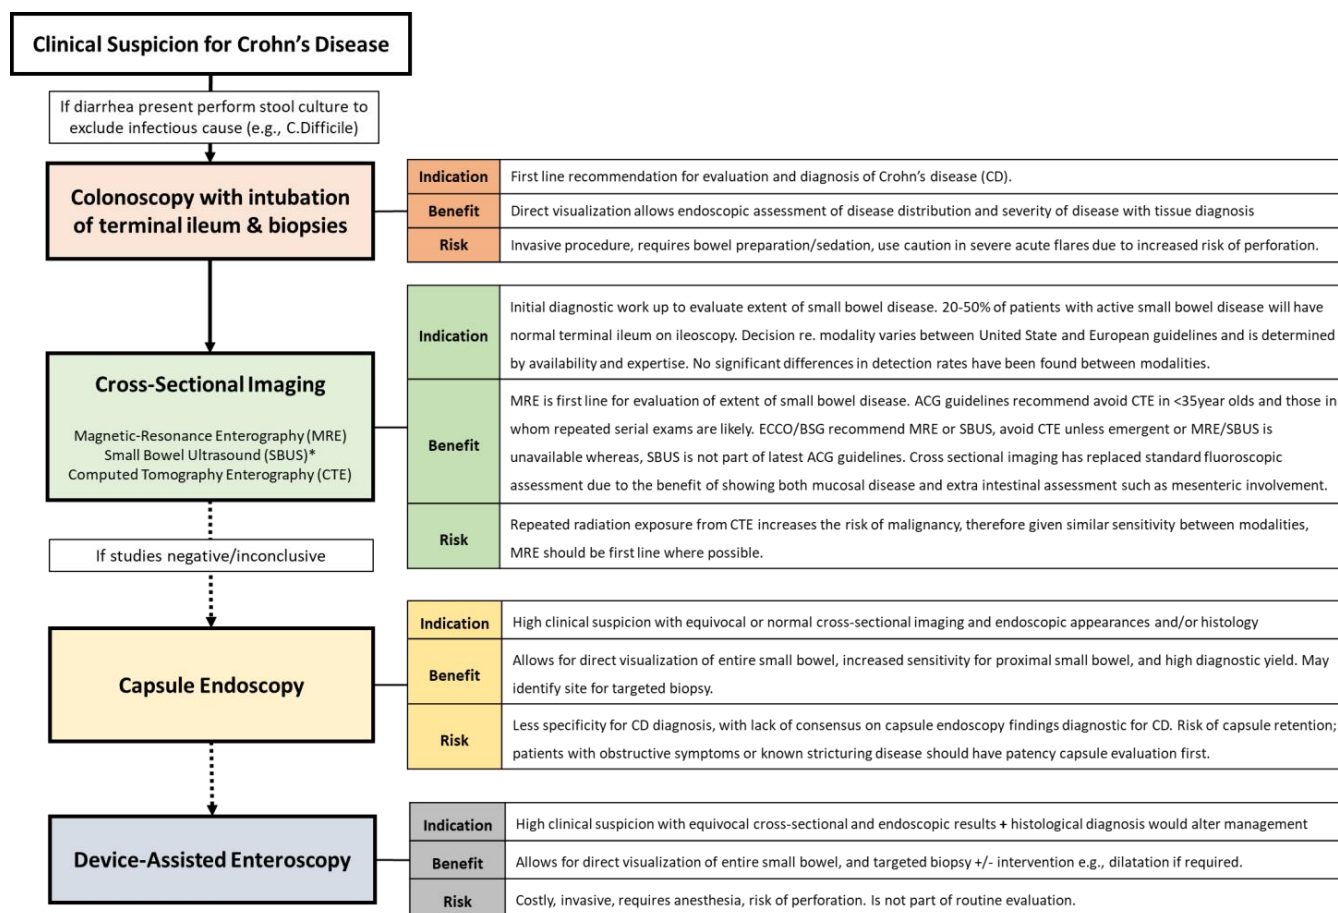 Clinical Suspicion for Crohn's Disease
If diarrhea present perform stool culture to
exclude infectious cause (e.g., C.Difficile)
Colonoscopy with intubation
of terminal ileum & biopsies
Indication
First line recommendation for evaluation and diagnosis of Crohn's disease (CD).
Benefit
Direct visualization allows endoscopic assessment of disease distribution and severity of disease with tissue diagnosis
Risk
Invasive procedure, requires bowel preparation/sedation, use caution in severe acute flares due to increased risk of perforation.
Cross-Sectional Imaging
Magnetic-Resonance Enterography (MRE)
Small Bowel Ultrasound (SBUS)*
Computed Tomography Enterography (CTE)
Indication
Initial diagnostic work up to evaluate extent of small bowel disease. 20-50% of patients with active small bowel disease will have
normal terminal ileum on ileoscopy. Decision re. modality varies between United State and European guidelines and is determined
by availability and expertise. No significant differences in detection rates have been found between modalities.
Benefit
MRE is first line for evaluation of extent of small bowel disease. ACG guidelines recommend avoid CTE in <35year olds and those in
whom repeated serial exams are likely. ECCO/BSG recommend MRE or SBUS, avoid CTE unless emergent or MRE/SBUS is
unavailable whereas, SBUS is not part of latest ACG guidelines. Cross sectional imaging has replaced standard fluoroscopic
assessment due to the benefit of showing both mucosal disease and extra intestinal assessment such as mesenteric involvement.
Risk
Repeated radiation exposure from CTE increases the risk of malignancy, therefore given similar sensitivity between modalities,
MRE should be first line where possible.
If studies negative/inconclusive
Capsule Endoscopy
Indication
High clinical suspicion with equivocal or normal cross-sectional imaging and endoscopic appearances and/or histology
Benefit
Allows for direct visualization of entire small bowel, increased sensitivity for proximal small bowel, and high diagnostic yield. May
identify site for targeted biopsy.
Risk
Less specificity for CD diagnosis, with lack of consensus on capsule endoscopy findings diagnostic for CD. Risk of capsule retention;
patients with obstructive symptoms or known stricturing disease should have patency capsule evaluation first.
Device-Assisted Enteroscopy
Indication
High clinical suspicion with equivocal cross-sectional and endoscopic results + histological diagnosis would alter management
Benefit
Allows for direct visualization of entire small bowel, and targeted biopsy +/- intervention e.g., dilatation if required.
Risk
Costly, invasive, requires anesthesia, risk of perforation. Is not part of routine evaluation.